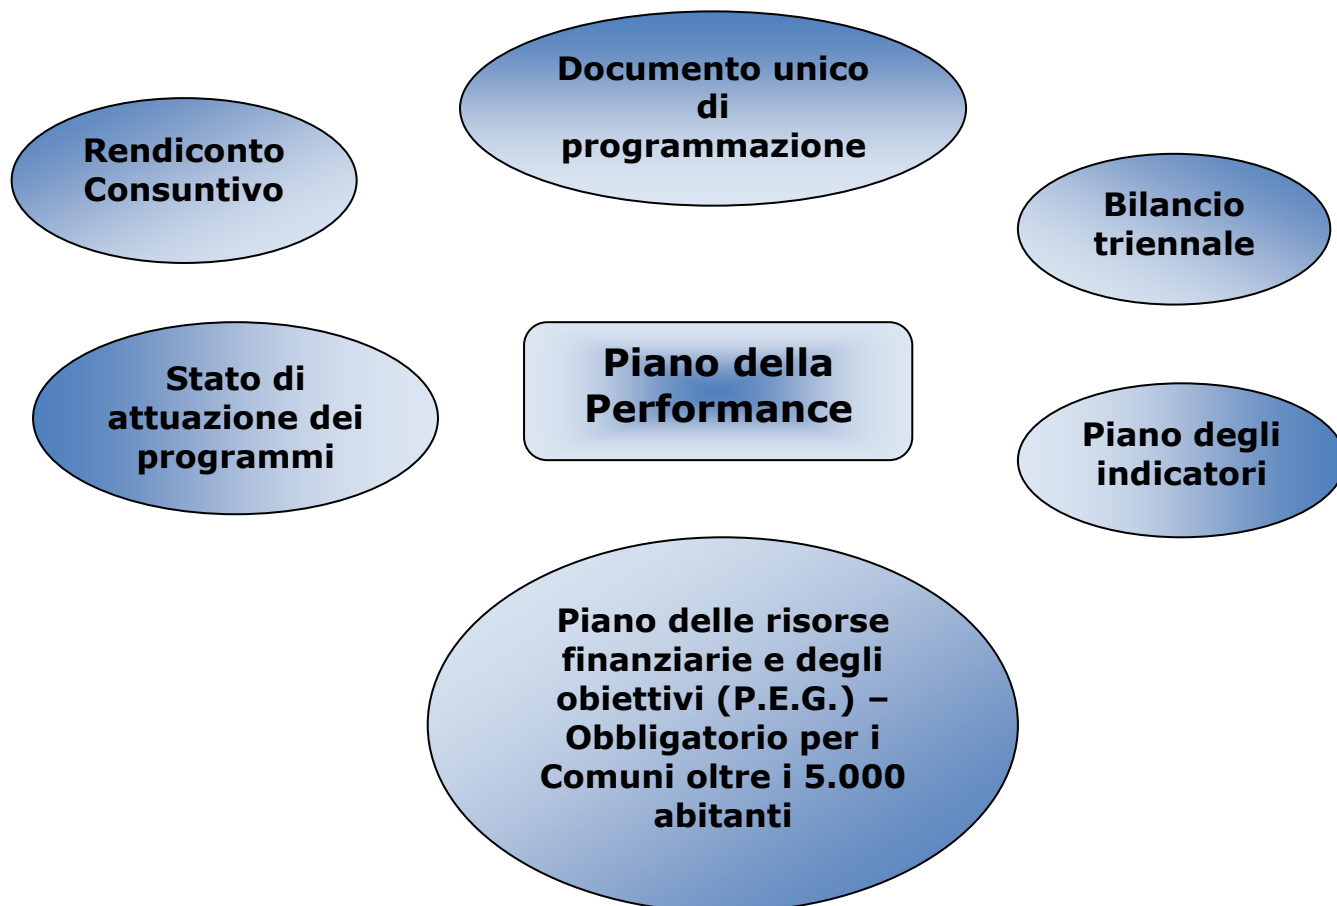 Documento unico
di
programmazione
Rendiconto
Consuntivo
Bilancio
triennale
Stato di
attuazione dei
programmi
Piano della
Performance
Piano degli
indicatori
Piano delle risorse
finanziarie e degli
obiettivi (P.E.G.) –
Obbligatorio per i
Comuni oltre i 5.000
abitanti